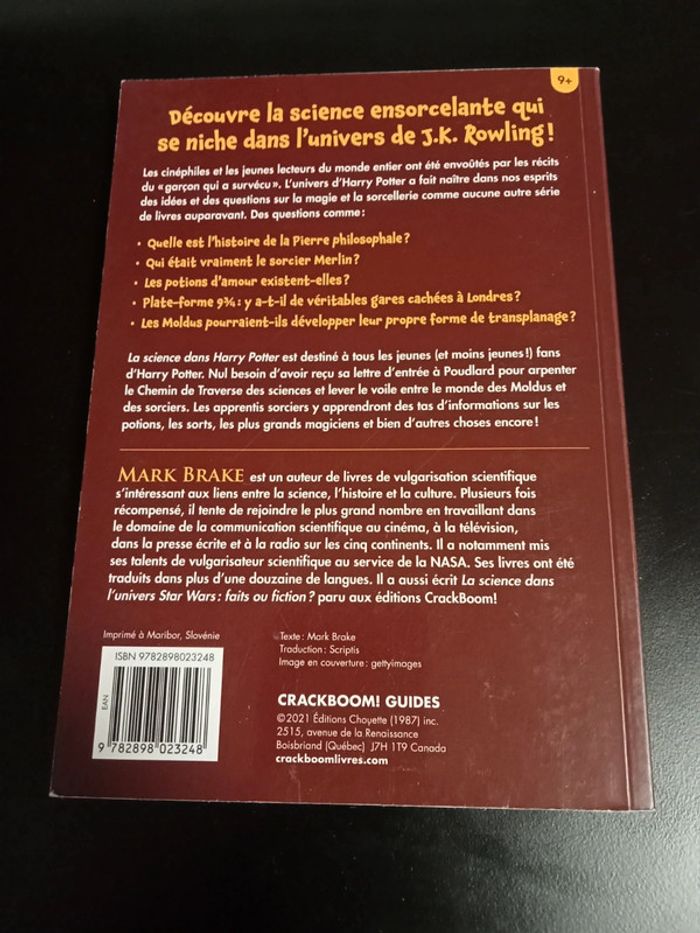 9+
Découvre la science ensorcelante qui
se niche dans l'univers de J.K. Rowling !
Les cinéphiles et les jeunes lecteurs du monde entier ont été envoûtés par les récits
du « garçon qui a survécu ». L'univers d'Harry Potter a fait naître dans nos esprits
des idées et des questions sur la magie et la sorcellerie comme aucune autre série
de livres auparavant. Des questions comme :
• Quelle est l'histoire de la Pierre philosophale ?
• Qui était vraiment le sorcier Merlin ?
• Les potions d'amour existent-elles ?
• Plate-forme 9¾ : y a-t-il de véritables gares cachées à Londres ?
• Les Moldus pourraient-ils développer leur propre forme de transplanage ?
La science dans Harry Potter est destiné à tous les jeunes (et moins jeunes !) fans
d'Harry Potter. Nul besoin d'avoir reçu sa lettre d'entrée à Poudlard pour arpenter
le Chemin de Traverse des sciences et lever le voile entre le monde des Moldus et
des sorciers. Les apprentis sorciers y apprendront des tas d'informations sur les
potions, les sorts, les plus grands magiciens et bien d'autres choses encore !
MARK BRAKE est un auteur de livres de vulgarisation scientifique
s'intéressant aux liens entre la science, l'histoire et la culture. Plusieurs fois
récompensé, il tente de rejoindre le plus grand nombre en travaillant dans
le domaine de la communication scientifique au cinéma, à la télévision,
dans la presse écrite et à la radio sur les cinq continents. Il a notamment mis
ses talents de vulgarisateur scientifique au service de la NASA. Ses livres ont été
traduits dans plus d'une douzaine de langues. Il a aussi écrit La science dans
l'univers Star Wars : faits ou fiction ? paru aux éditions CrackBoom!
Imprimé à Maribor, Slovénie
ISBN 9782898023248
EAN
9 782898 023248
Texte : Mark Brake
Traduction : Scriptis
Image en couverture : gettyimages
CRACKBOOM! GUIDES
©2021 Éditions Chouette (1987) inc.
2515, avenue de la Renaissance
Boisbriand (Québec) J7H 1T9 Canada
crackboomlivres.com